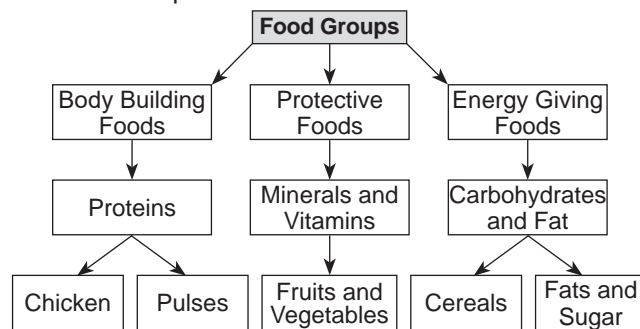 Food Groups
Body Building
Foods
Protective
Foods
Energy Giving
Foods
Proteins
Minerals and
Vitamins
Carbohydrates
and Fat
Chicken
Pulses
Fruits and
Vegetables
Cereals
Fats and
Sugar